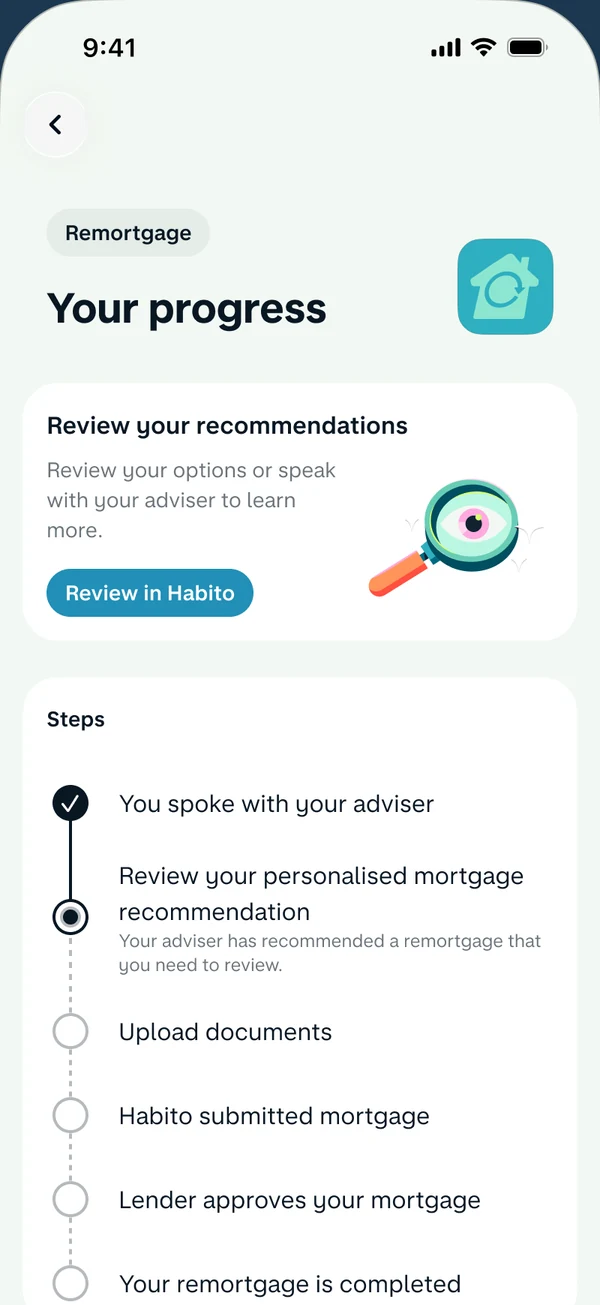 9:41
Remortgage
Your progress
Review your recommendations
Review your options or speak
with your adviser to learn
more.
Review in Habito
Steps
You spoke with your adviser
Review your personalised mortgage
recommendation
Your adviser has recommended a remortgage that
you need to review.
Upload documents
Habito submitted mortgage
Lender approves your mortgage
Your remortgage is completed